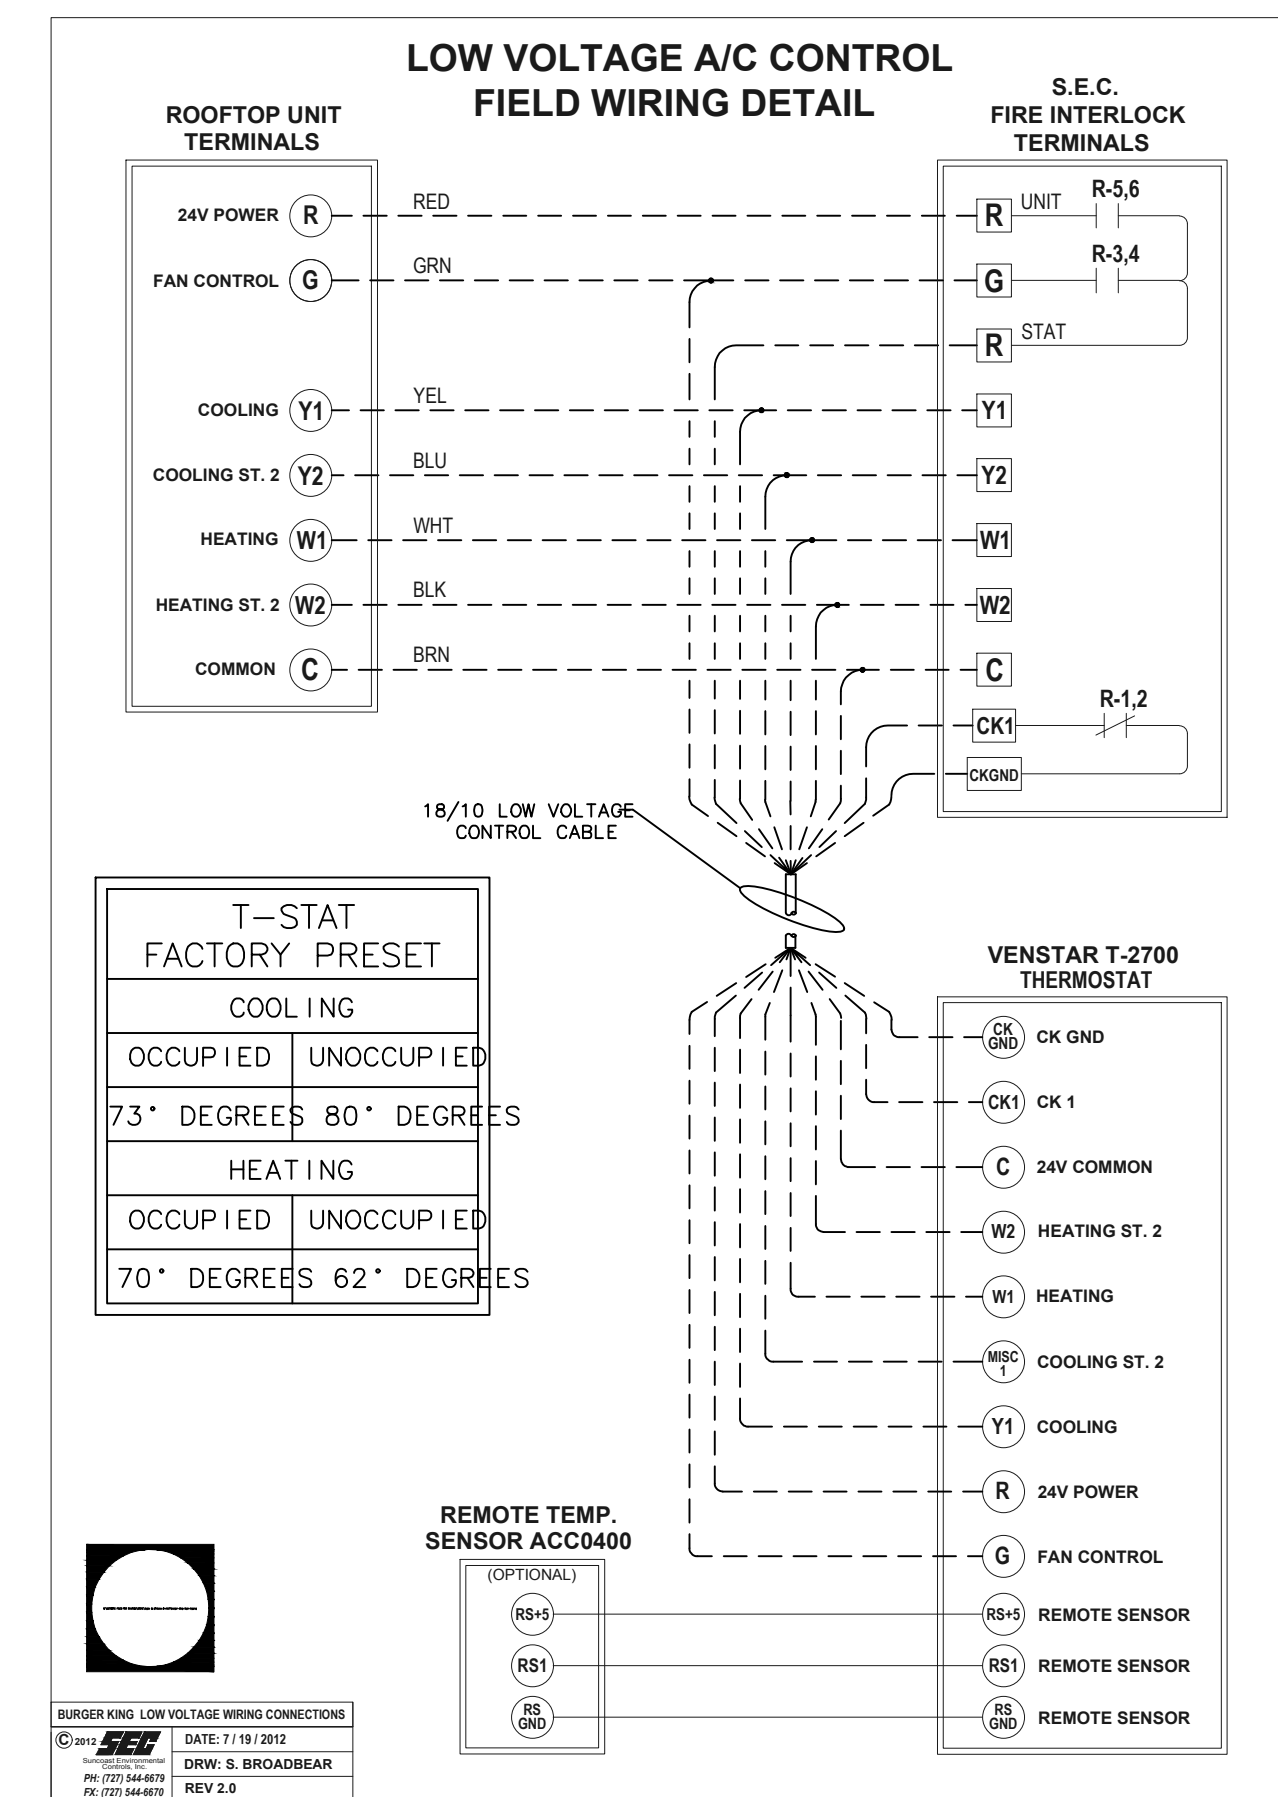 LOW VOLTAGE A/C CONTROL
FIELD WIRING DETAIL
ROOFTOP UNIT
TERMINALS
24V POWER R RED
FAN CONTROL G GRN
COOLING Y1 YEL
COOLING ST. 2 Y2 BLU
HEATING W1 WHT
HEATING ST. 2 W2 BLK
COMMON C BRN
S.E.C.
FIRE INTERLOCK
TERMINALS
R UNIT R-5,6
G R-3,4
R STAT
Y1
Y2
W1
W2
C
CK1 R-1,2
CKGND
18/10 LOW VOLTAGE
CONTROL CABLE
T-STAT
FACTORY PRESET
COOLING
OCCUPIED UNOCCUPIED
73° DEGREES 80° DEGREES
HEATING
OCCUPIED UNOCCUPIED
70° DEGREES 62° DEGREES
VENSTAR T-2700
THERMOSTAT
CK
GND CK GND
CK1 CK 1
C 24V COMMON
W2 HEATING ST. 2
W1 HEATING
MISC
1 COOLING ST. 2
Y1 COOLING
R 24V POWER
G FAN CONTROL
RS+5 REMOTE SENSOR
RS1 REMOTE SENSOR
RS
GND REMOTE SENSOR
REMOTE TEMP.
SENSOR ACC0400
(OPTIONAL)
RS+5
RS1
RS
GND
BURGER KING LOW VOLTAGE WIRING CONNECTIONS
© 2012 SEC
Suncoast Environmental
Controls, Inc.
PH: (727) 544-6679
FX: (727) 544-6670
DATE: 7 / 19 / 2012
DRW: S. BROADBEAR
REV 2.0